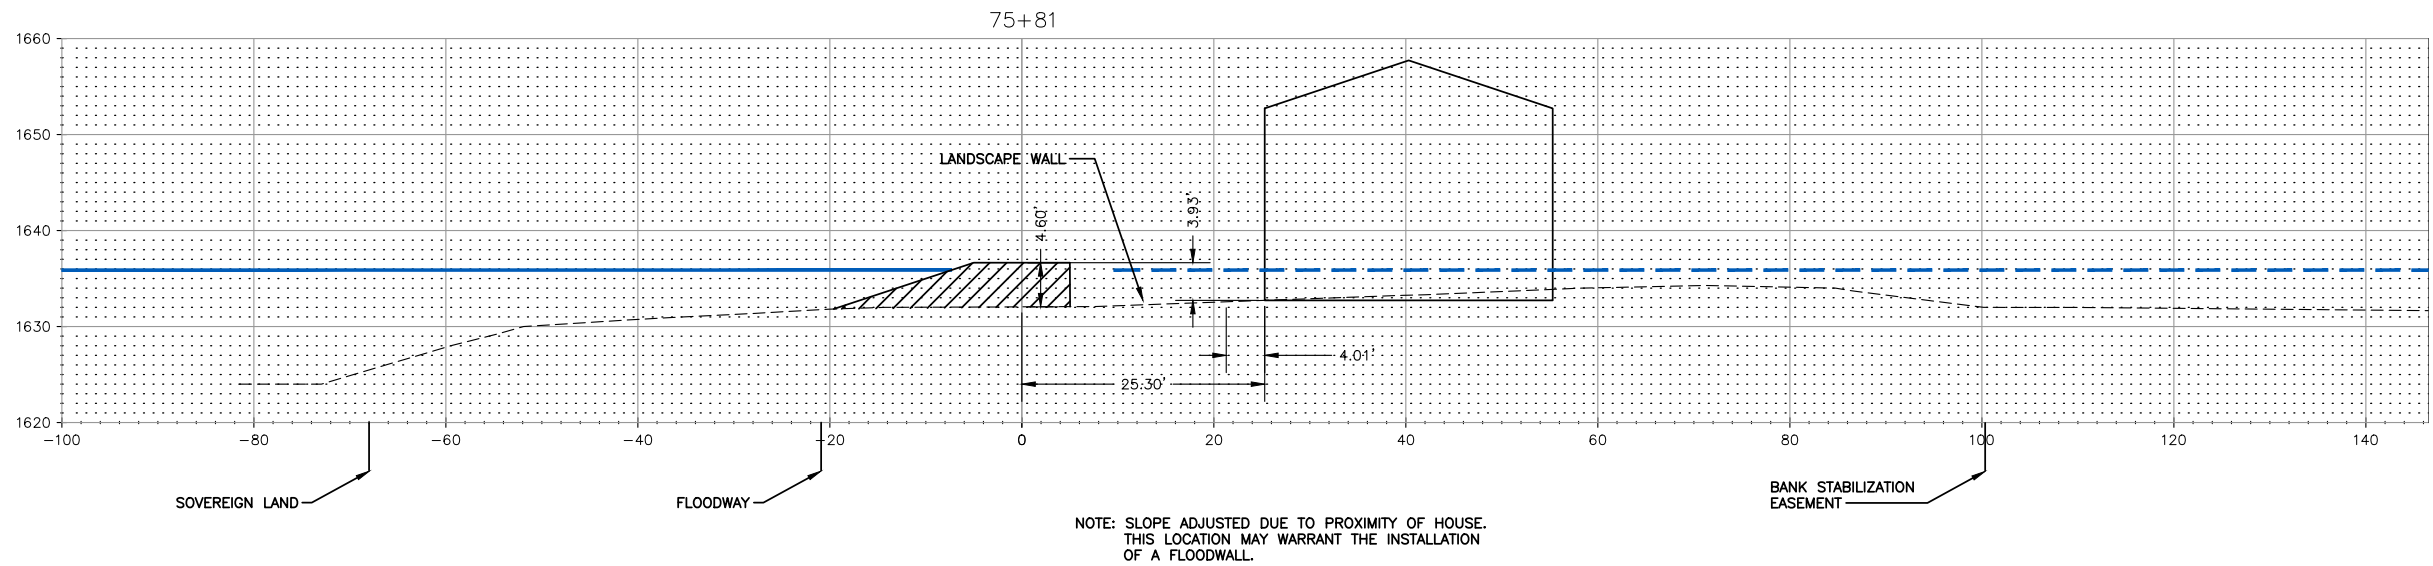 75+81
1660
1650
LANDSCAPE WALL
3.93'
4.60'
1640
1630
4.01'
25.30'
1620
-100
-80
-60
-40
-20
0
20
40
60
80
100
120
140
SOVEREIGN LAND
FLOODWAY
BANK STABILIZATION
EASEMENT
NOTE: SLOPE ADJUSTED DUE TO PROXIMITY OF HOUSE.
THIS LOCATION MAY WARRANT THE INSTALLATION
OF A FLOODWALL.